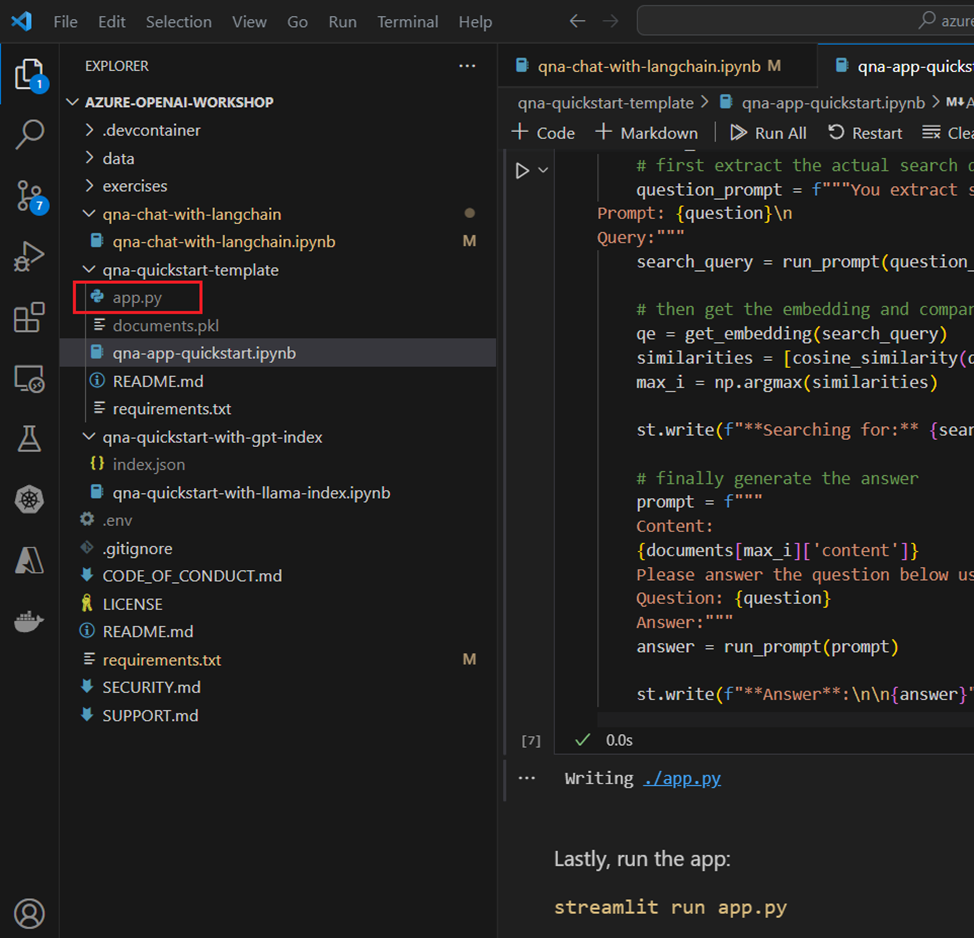 File Edit Selection View Go Run Terminal Help
azure
EXPLORER
AZURE-OPENAI-WORKSHOP
.devcontainer
data
exercises
qna-chat-with-langchain
qna-chat-with-langchain.ipynb M
qna-quickstart-template
app.py
documents.pkl
qna-app-quickstart.ipynb
README.md
requirements.txt
qna-quickstart-with-gpt-index
index.json
qna-quickstart-with-llama-index.ipynb
.env
.gitignore
CODE_OF_CONDUCT.md
LICENSE
README.md
requirements.txt M
SECURITY.md
SUPPORT.md
1
7
qna-chat-with-langchain.ipynb M
qna-app-quickst
qna-quickstart-template > qna-app-quickstart.ipynb > M↓
+ Code + Markdown Run All Restart Clea
# first extract the actual search
question_prompt = f"""You extract s
Prompt: {question}\n
Query:"""
search_query = run_prompt(question_
# then get the embedding and compar
qe = get_embedding(search_query)
similarities = [cosine_similarity(
max_i = np.argmax(similarities)
st.write(f"**Searching for:** {sear
# finally generate the answer
prompt = f"""
Content:
{documents[max_i]['content']}
Please answer the question below us
Question: {question}
Answer:"""
answer = run_prompt(prompt)
st.write(f"**Answer**:\n\n{answer}"
[7] 0.0s
Writing ./app.py
Lastly, run the app:
streamlit run app.py